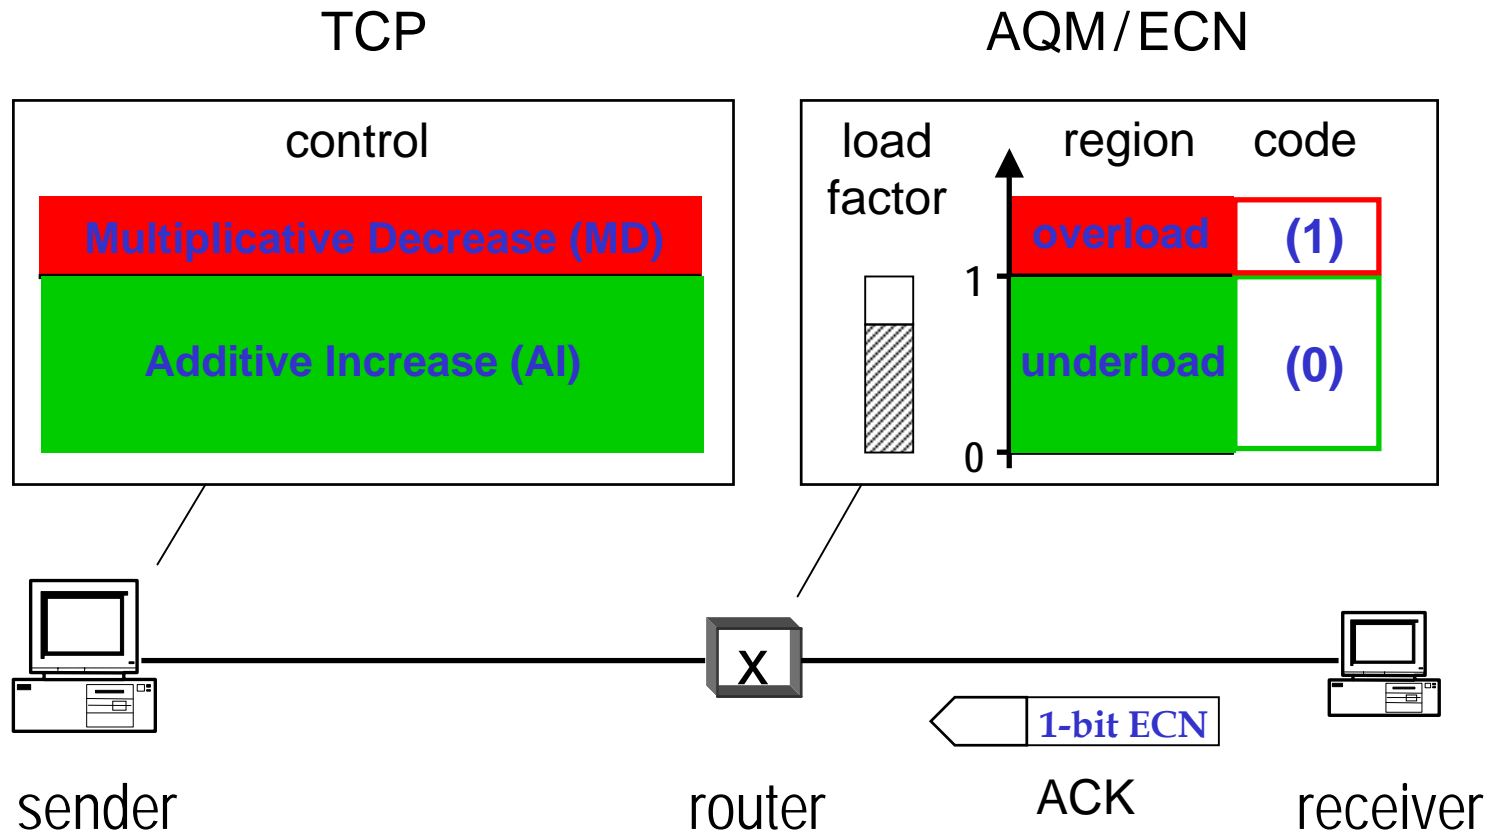 TCP
AQM/ECN
control
Multiplicative Decrease (MD)
Additive Increase (AI)
load
factor
region
code
overload
(1)
1
underload
(0)
0
x
1-bit ECN
ACK
sender
router
receiver